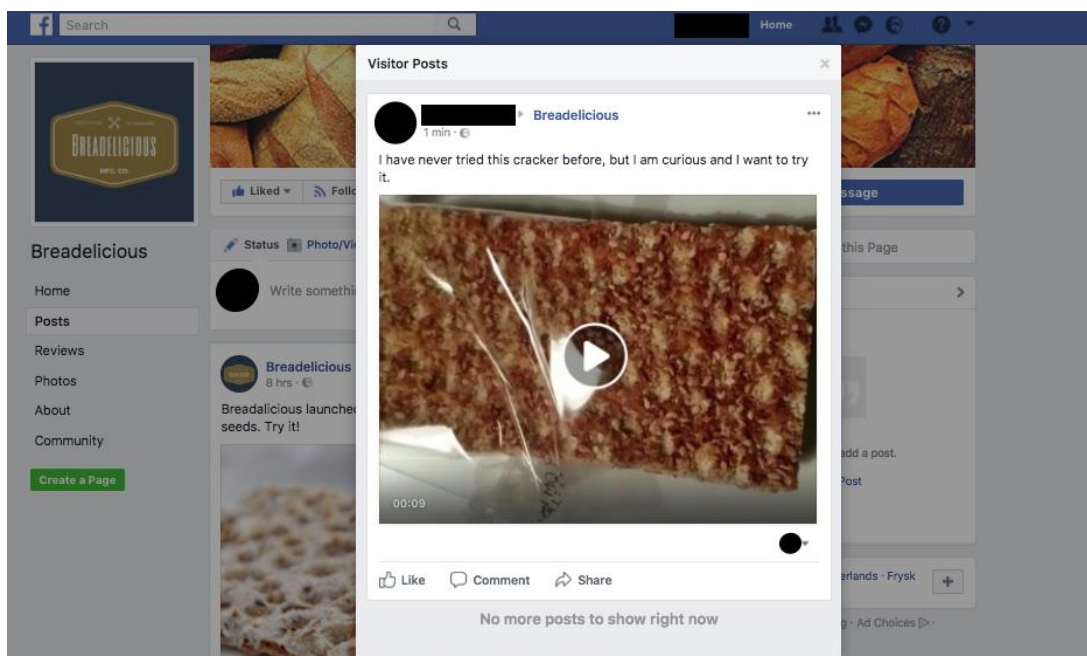 Search
Home
BREADELICIOUS
MFG. CO.
Breadelicious
Home
Posts
Reviews
Photos
About
Community
Create a Page
Liked
Follo
ssage
Status Photo/Vi
this Page
Write somethi
Breadelicious
8 hrs
Breadalicious launche
seeds. Try it!
Visitor Posts
Breadelicious
1 min
I have never tried this cracker before, but I am curious and I want to try
it.
00:09
Like Comment Share
No more posts to show right now
add a post.
Post
erlands · Frysk
g · Ad Choices